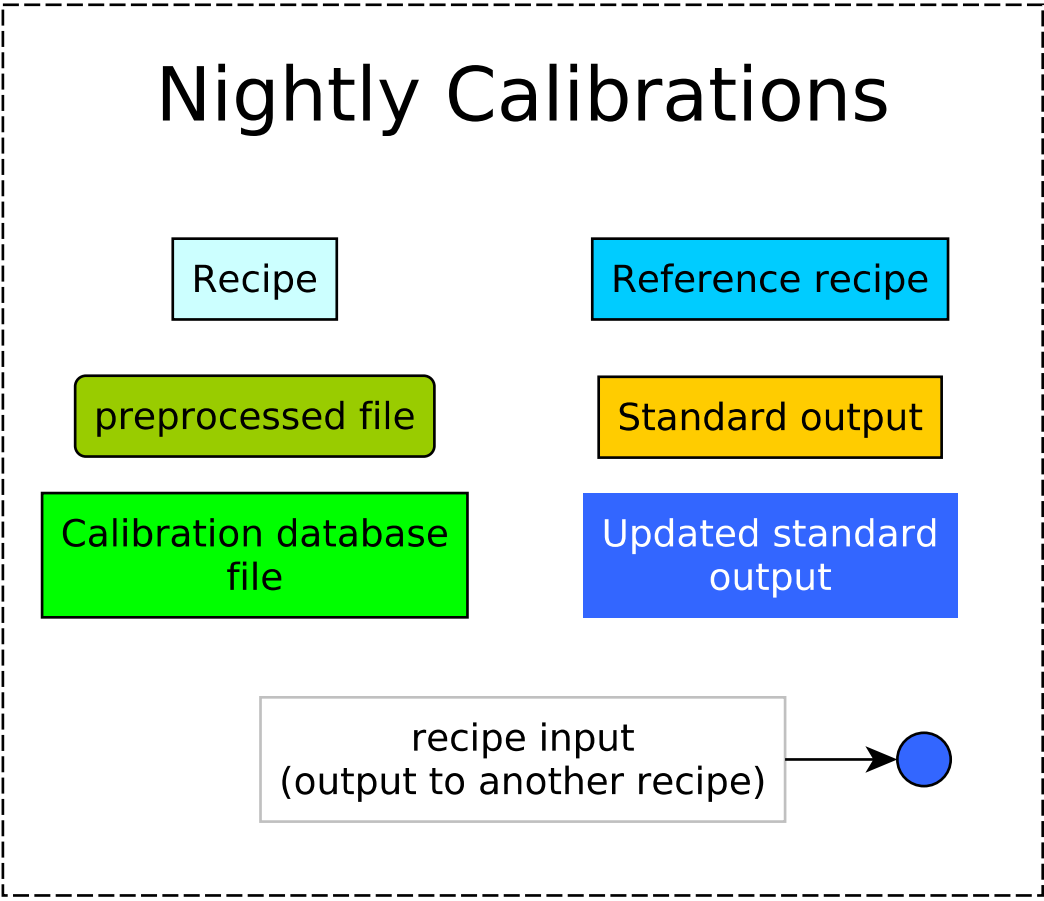 Nightly Calibrations
Recipe
Reference recipe
preprocessed file
Standard output
Calibration database
file
Updated standard
output
recipe input
(output to another recipe)